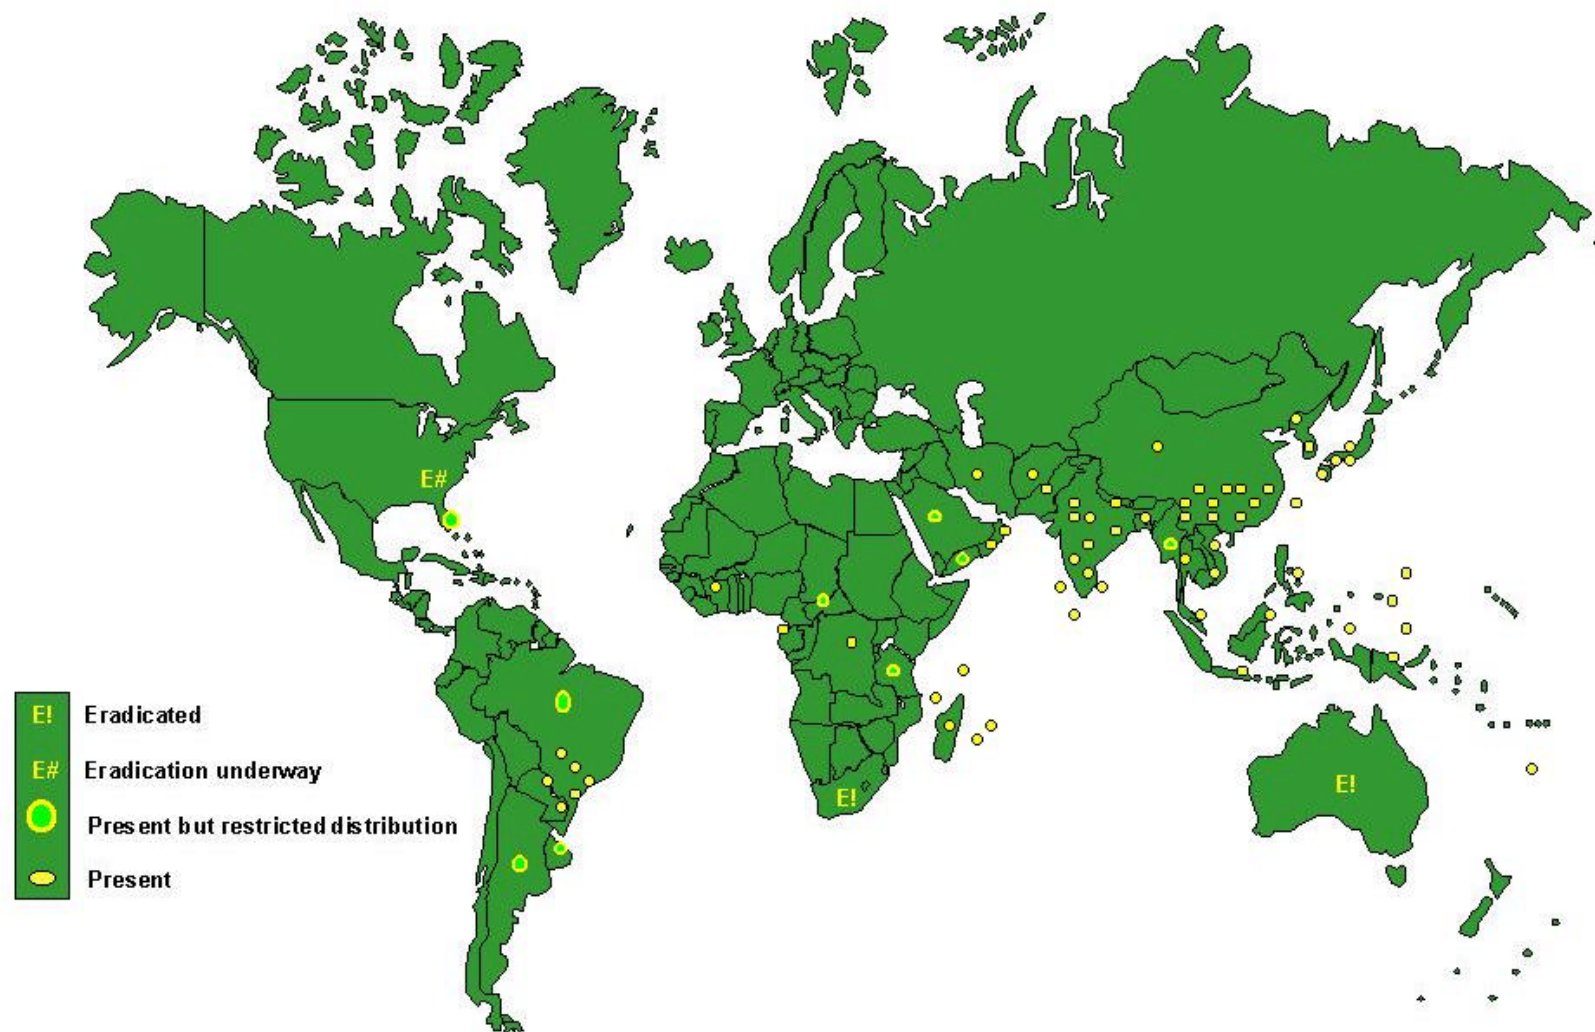 E#
E! Eradicated
E# Eradication underway
Present but restricted distribution
Present
E!
E!